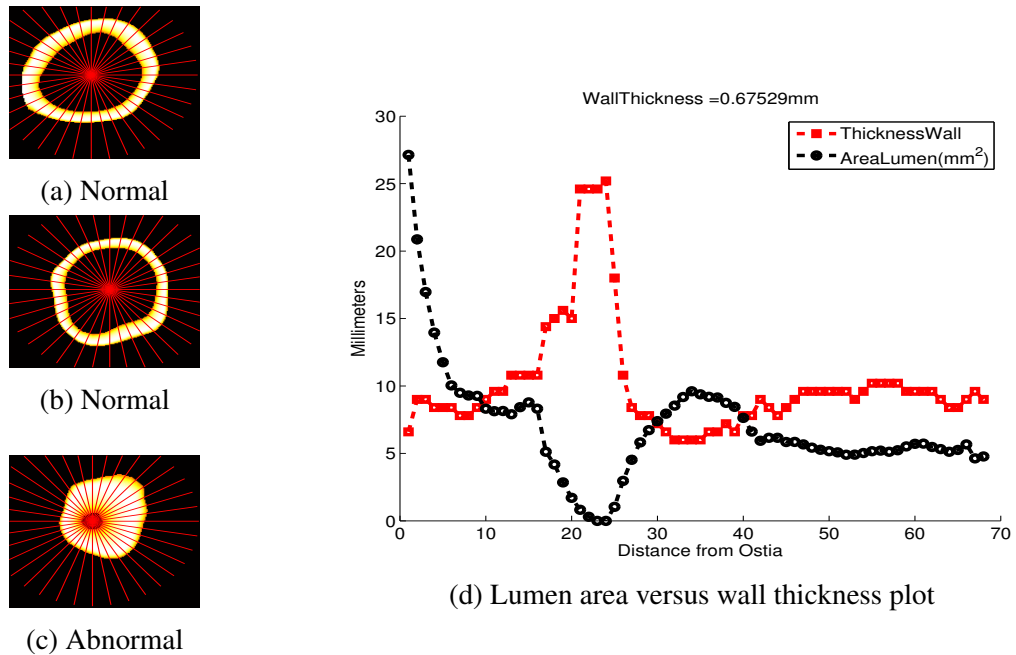 (a) Normal
(b) Normal
(c) Abnormal
WallThickness =0.67529mm
ThicknessWall
AreaLumen(mm²)
Millimeters
30
25
20
15
10
5
0
0 10 20 30 40 50 60 70
Distance from Ostia
(d) Lumen area versus wall thickness plot